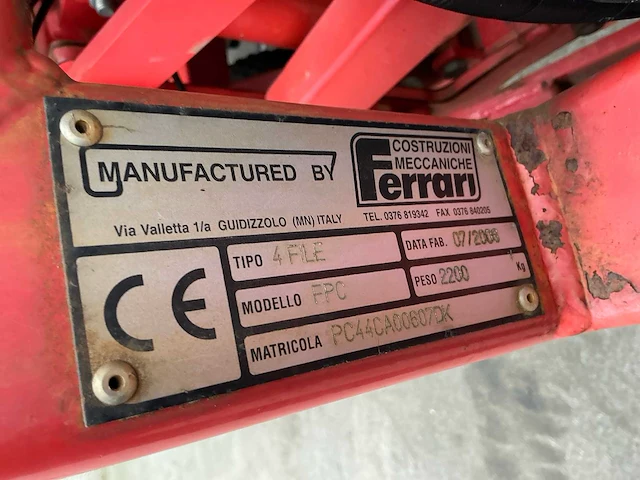 MANUFACTURED BY
COSTRUZIONI
MECCANICHE
Ferrari
Via Valletta 1/a GUIDIZZOLO (MN) ITALY
TEL. 0376 819342 FAX 0376 840205
CE
TIPO 4 FILE
DATA FAB. 07/2006
MODELLO FPC
PESO 2200 Kg
MATRICOLA PC44CA00607DK